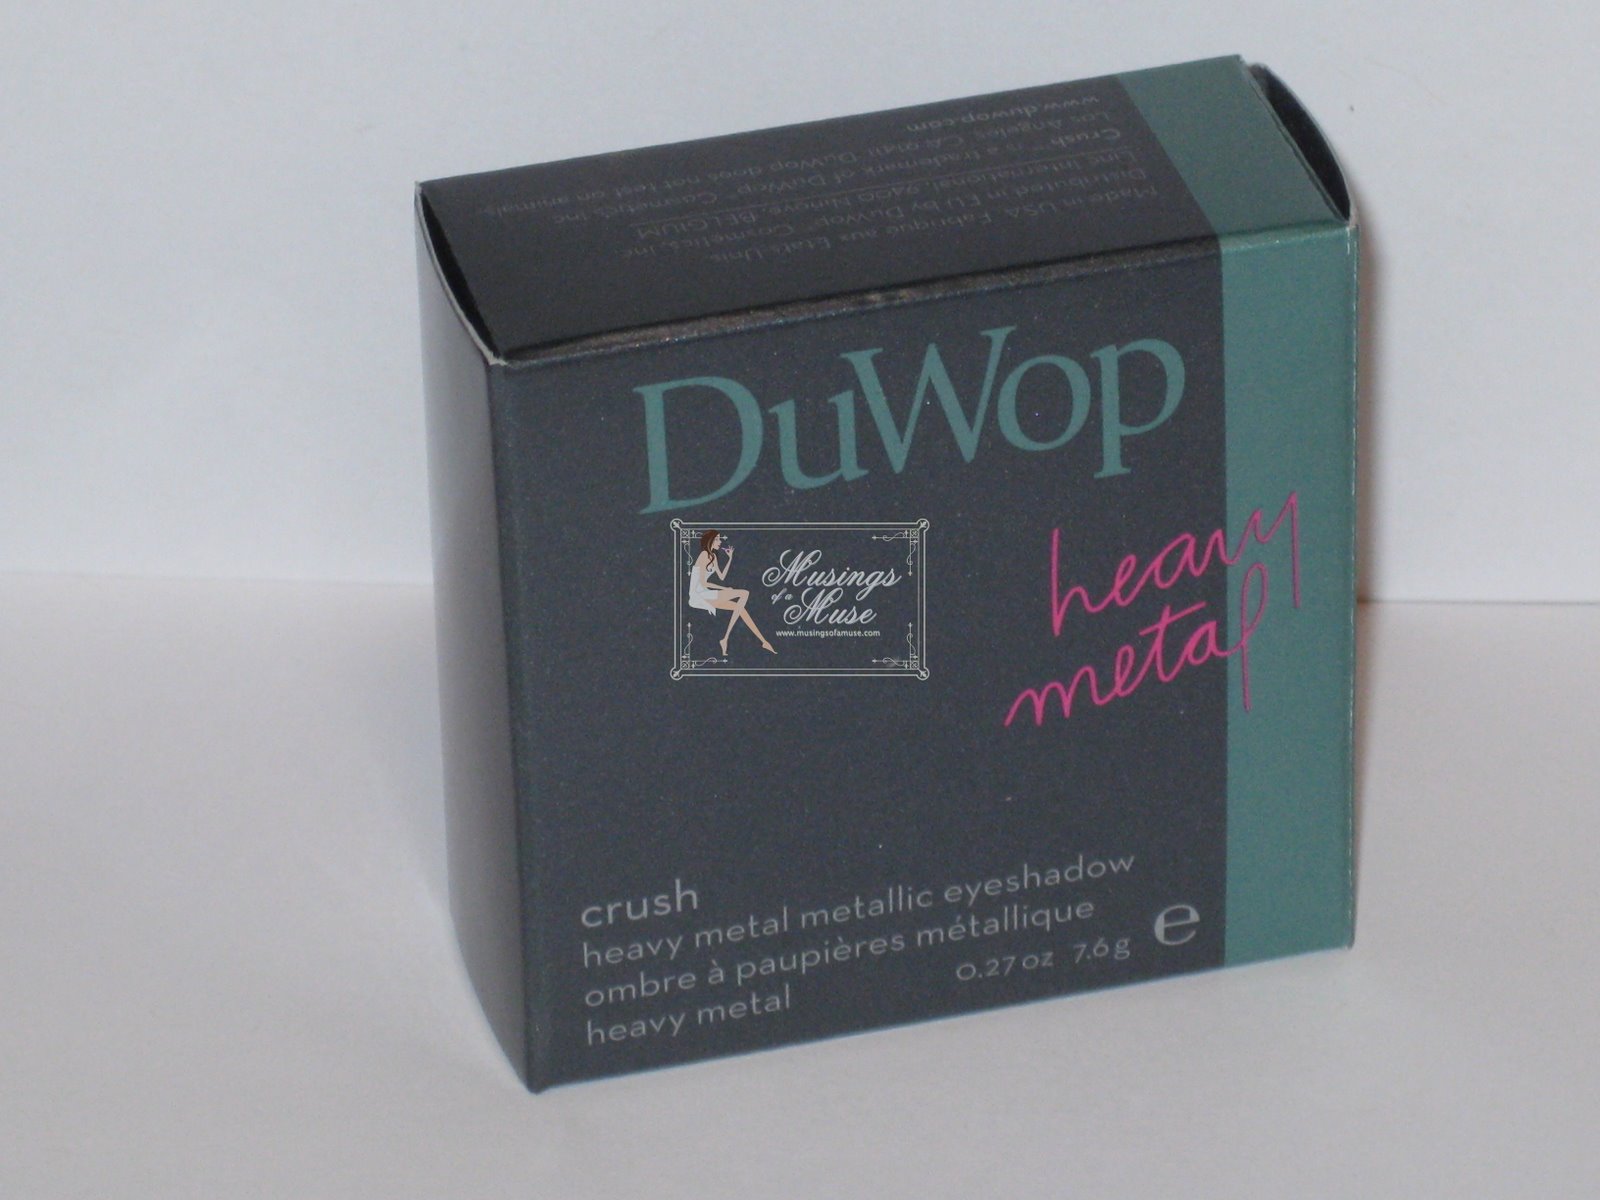 DuWop
heavy
metal
Musings
of a
Muse
www.musingsofamuse.com
crush
heavy metal metallic eyeshadow
ombre à paupières métallique
heavy metal
0.27 oz 7.6 g e
Made in USA. Fabriqué aux Etats-Unis.
Distributed in EU by DuWop® Cosmetics, Inc.
Linc International, 9400 Ninove, BELGIUM
Crush™ is a trademark of DuWop® Cosmetics, Inc.
Los Angeles, CA DuWop does not test on animals.
www.duwop.com